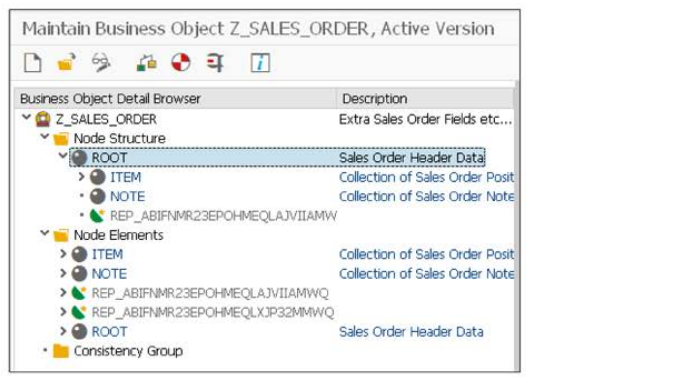 Maintain Business Object Z_SALES_ORDER, Active Version
Business Object Detail Browser Description
Z_SALES_ORDER Extra Sales Order Fields etc...
Node Structure
ROOT Sales Order Header Data
ITEM Collection of Sales Order Posit
NOTE Collection of Sales Order Note
REP_ABIFNMR23EPOHMEQLAJVIIAMW
Node Elements
ITEM Collection of Sales Order Posit
NOTE Collection of Sales Order Note
REP_ABIFNMR23EPOHMEQLAJVIIAMWQ
REP_ABIFNMR23EPOHMEQLXJP32MMWQ
ROOT Sales Order Header Data
Consistency Group